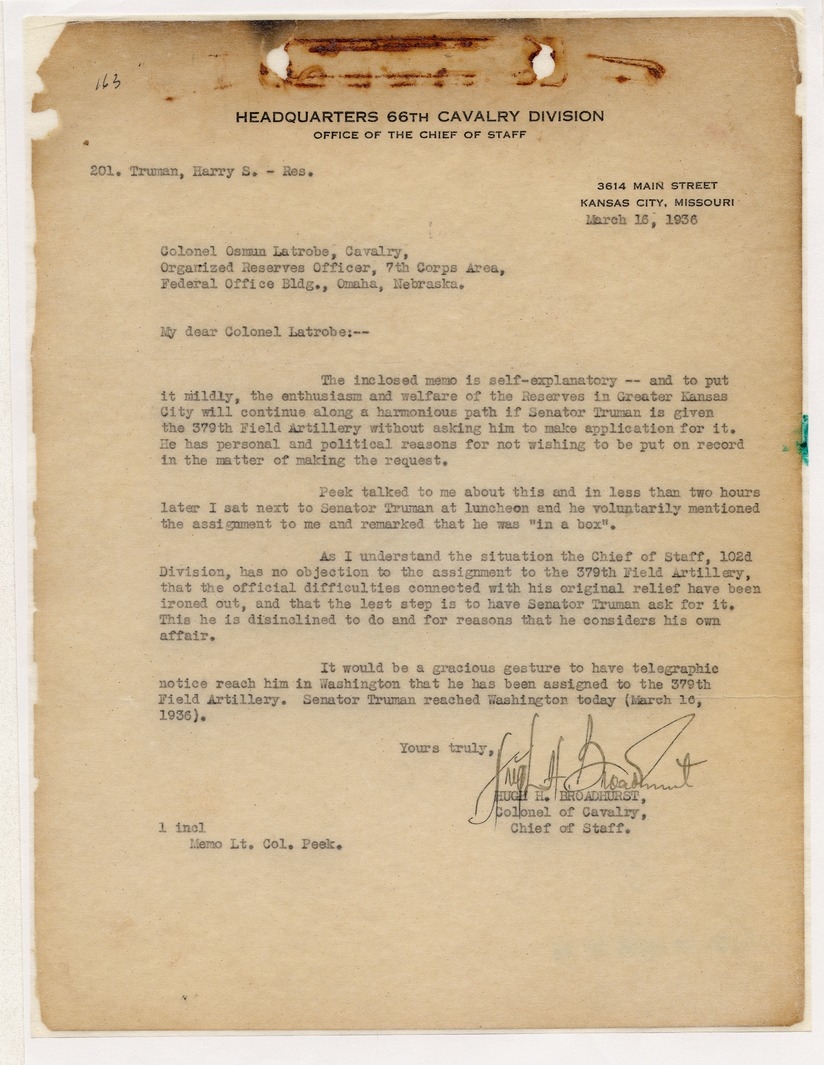 163
HEADQUARTERS 66TH CAVALRY DIVISION
OFFICE OF THE CHIEF OF STAFF
201. Truman, Harry S. - Res.
3614 MAIN STREET
KANSAS CITY, MISSOURI
March 16, 1936
Colonel Osmun Latrobe, Cavalry,
Organized Reserves Officer, 7th Corps Area,
Federal Office Bldg., Omaha, Nebraska.
My dear Colonel Latrobe:--
The inclosed memo is self-explanatory -- and to put
it mildly, the enthusiasm and welfare of the Reserves in Greater Kansas
City will continue along a harmonious path if Senator Truman is given
the 379th Field Artillery without asking him to make application for it.
He has personal and political reasons for not wishing to be put on record
in the matter of making the request.
Peek talked to me about this and in less than two hours
later I sat next to Senator Truman at luncheon and he voluntarily mentioned
the assignment to me and remarked that he was "in a box".
As I understand the situation the Chief of Staff, 102d
Division, has no objection to the assignment to the 379th Field Artillery,
that the official difficulties connected with his original relief have been
ironed out, and that the last step is to have Senator Truman ask for it.
This he is disinclined to do and for reasons that he considers his own
affair.
It would be a gracious gesture to have telegraphic
notice reach him in Washington that he has been assigned to the 379th
Field Artillery. Senator Truman reached Washington today (March 16,
1936).
Yours truly,
Hugh H. Broadhurst
HUGH H. BROADHURST,
Colonel of Cavalry,
Chief of Staff.
1 incl
Memo Lt. Col. Peek.